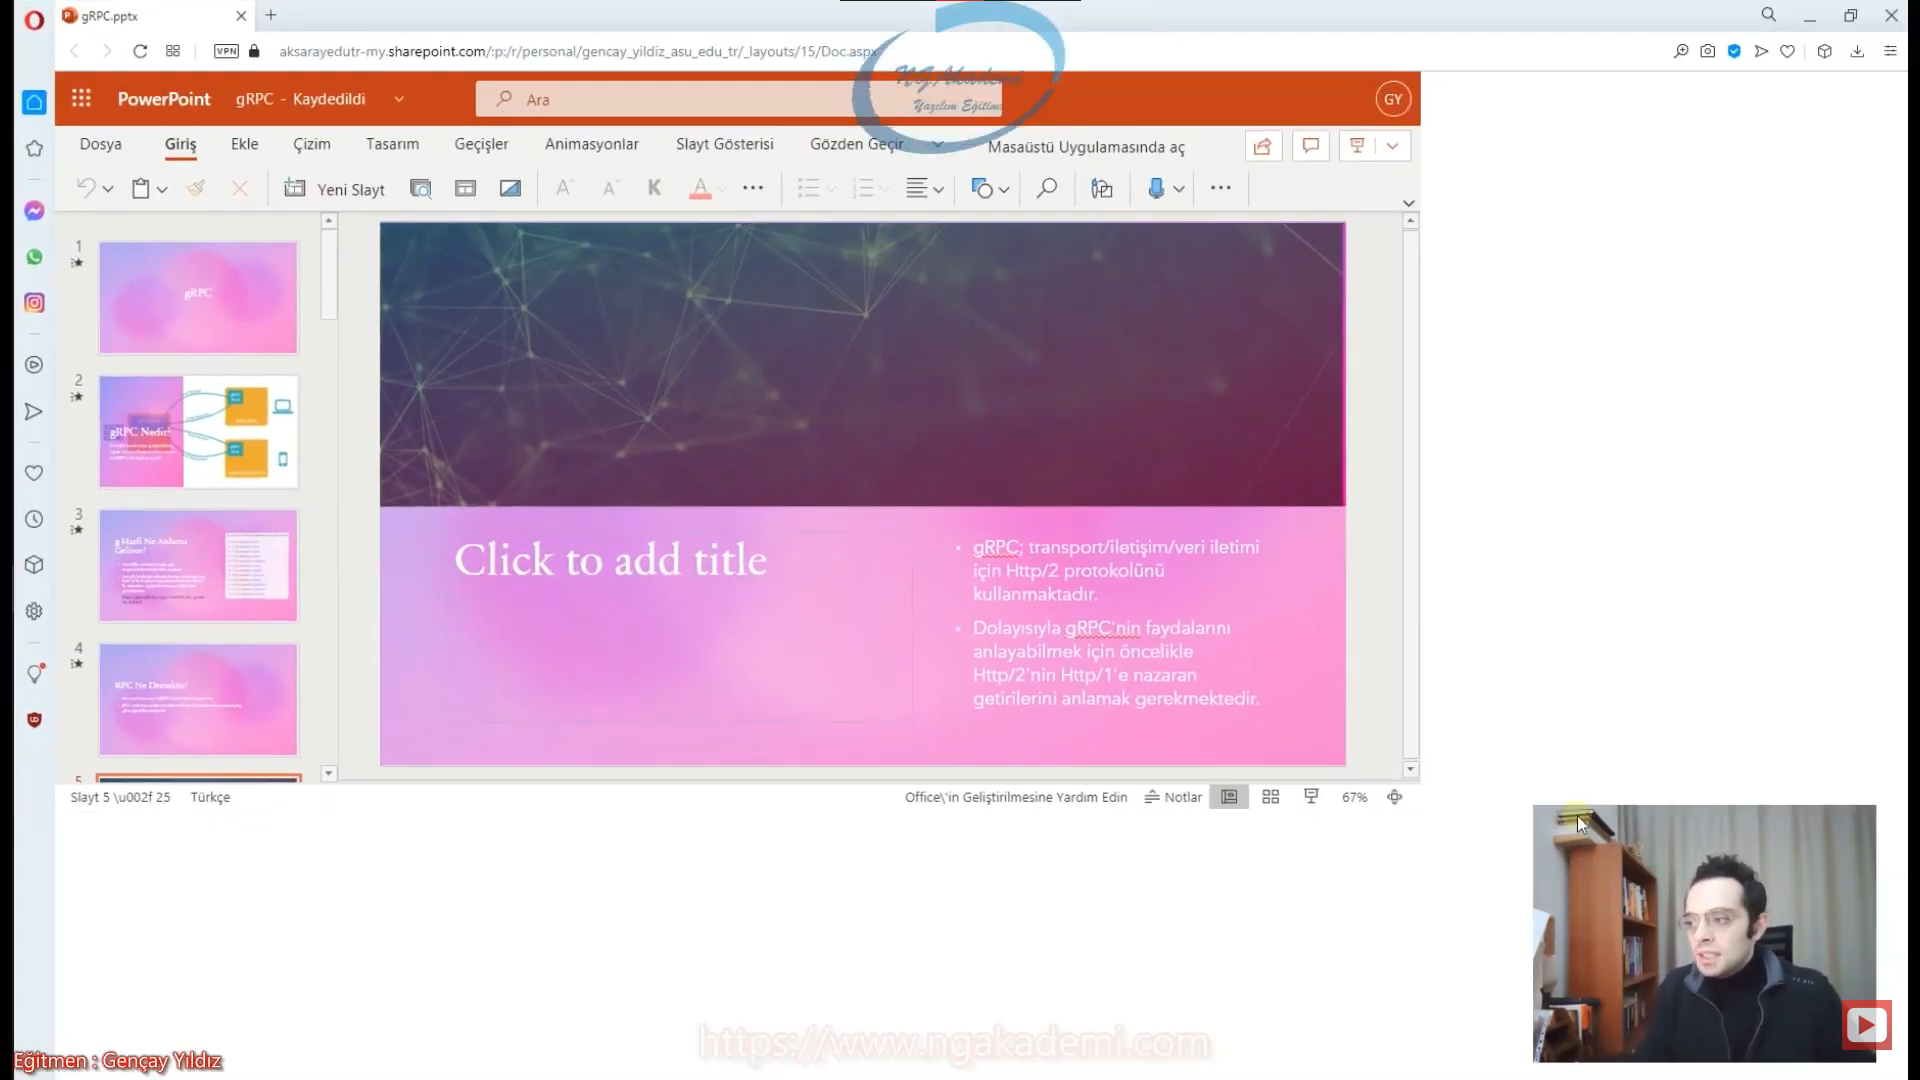 gRPC.pptx
VPN
aksarayedutr-my.sharepoint.com/:p:/r/personal/gencay_yildiz_asu_edu_tr/_layouts/15/Doc.aspx
PowerPoint
gRPC - Kaydedildi
Ara
NGAkademi
Yazılım Eğitimi
GY
Dosya
Giriş
Ekle
Çizim
Tasarım
Geçişler
Animasyonlar
Slayt Gösterisi
Gözden Geçir
Masaüstü Uygulamasında aç
Yeni Slayt
K
1
gRPC
2
gRPC Nedir?
3
g Harfi Ne Anlama
Geliyor?
4
RPC Ne Demektir?
5
Click to add title
gRPC; transport/iletişim/veri iletimi
için Http/2 protokolünü
kullanmaktadır.
Dolayısıyla gRPC'nin faydalarını
anlayabilmek için öncelikle
Http/2'nin Http/1'e nazaran
getirilerini anlamak gerekmektedir.
Slayt 5 \u002f 25
Türkçe
Office\'in Geliştirilmesine Yardım Edin
Notlar
67%
https://www.ngakademi.com
Eğitmen : Gençay Yıldız